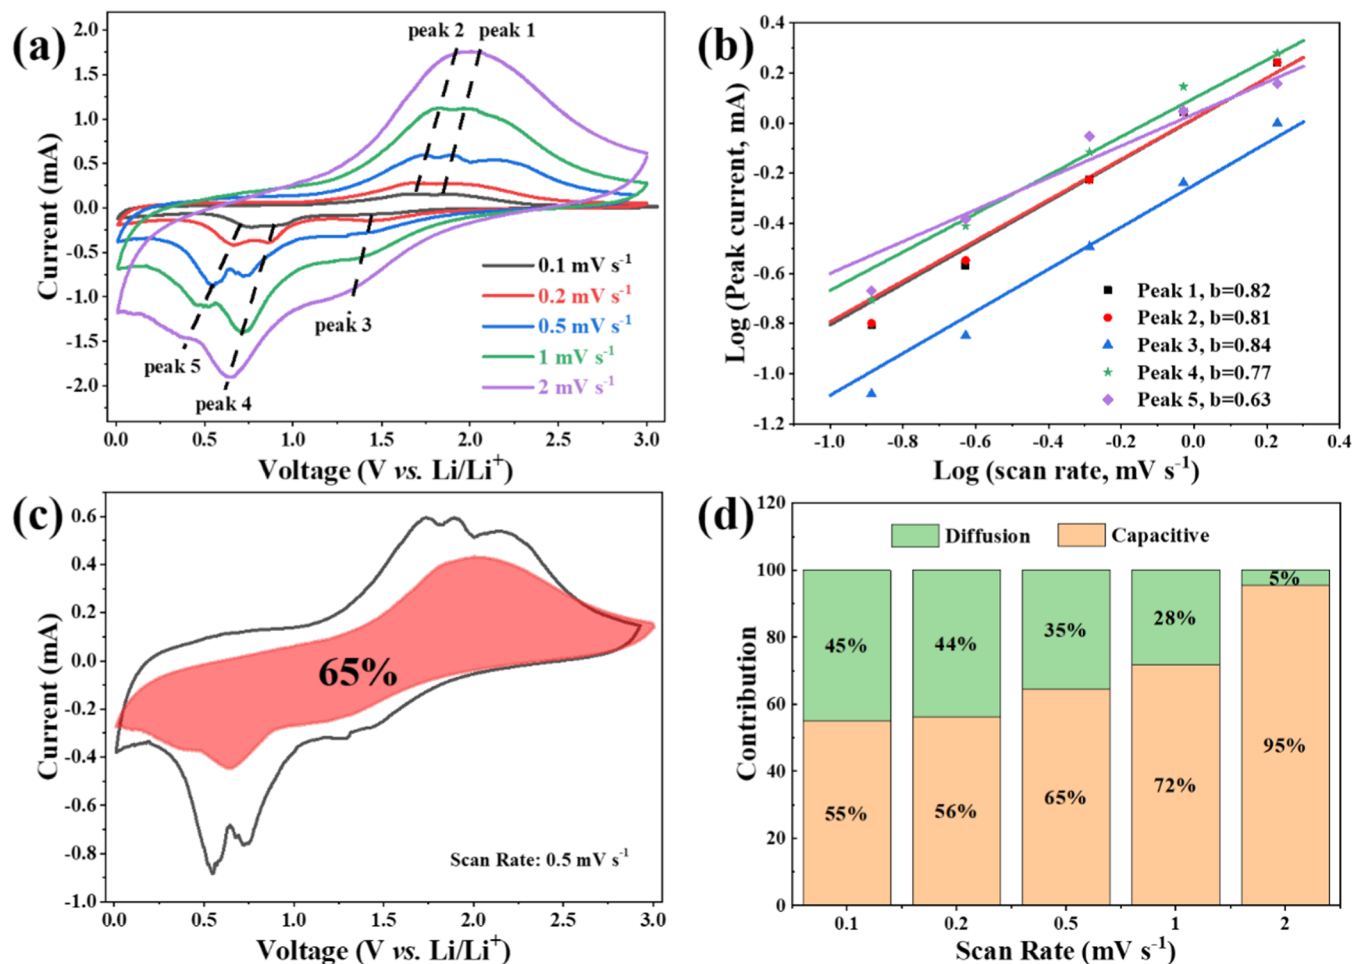 (a)
2.0
1.5
1.0
0.5
0.0
-0.5
-1.0
-1.5
-2.0
Current (mA)
peak 2
peak 1
peak 3
peak 5
peak 4
0.1 mV s-1
0.2 mV s-1
0.5 mV s-1
1 mV s-1
2 mV s-1
0.0 0.5 1.0 1.5 2.0 2.5 3.0
Voltage (V vs. Li/Li+)
(b)
0.4
0.2
0.0
-0.2
-0.4
-0.6
-0.8
-1.0
-1.2
Log (Peak current, mA)
Peak 1, b=0.82
Peak 2, b=0.81
Peak 3, b=0.84
Peak 4, b=0.77
Peak 5, b=0.63
-1.0 -0.8 -0.6 -0.4 -0.2 0.0 0.2 0.4
Log (scan rate, mV s-1)
(c)
0.6
0.4
0.2
0.0
-0.2
-0.4
-0.6
-0.8
-1.0
Current (mA)
65%
Scan Rate: 0.5 mV s-1
0.0 0.5 1.0 1.5 2.0 2.5 3.0
Voltage (V vs. Li/Li+)
(d)
120
100
80
60
40
20
0
Contribution
Diffusion
Capacitive
45%
44%
35%
28%
5%
55%
56%
65%
72%
95%
0.1 0.2 0.5 1 2
Scan Rate (mV s-1)